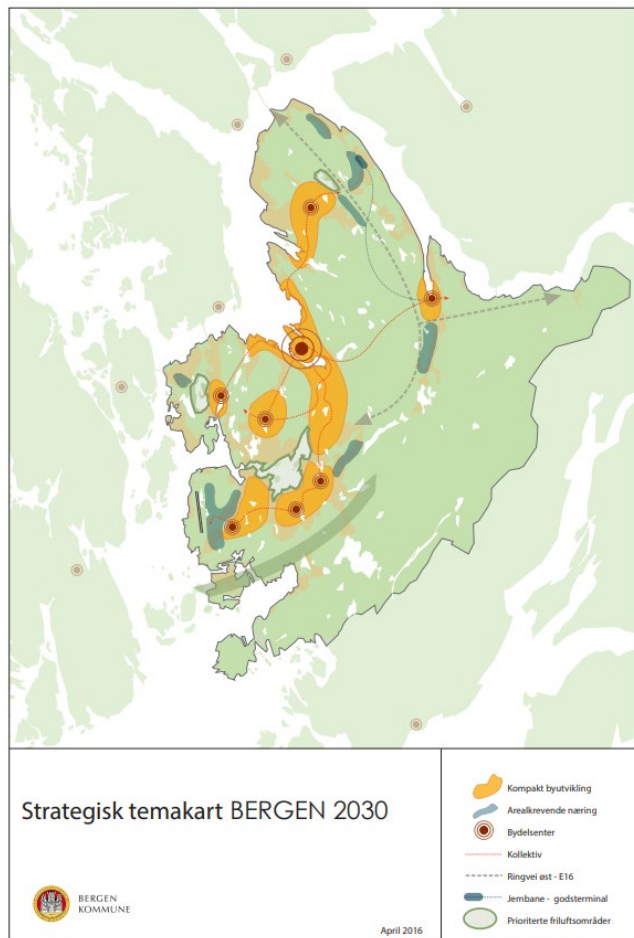 Strategisk temakart BERGEN 2030
BERGEN
KOMMUNE
April 2016
Kompakt byutvikling
Arealkrevende næring
Bydelsenter
Kollektiv
Ringvei øst - E16
Jernbane - godsterminal
Prioriterte friluftsområder